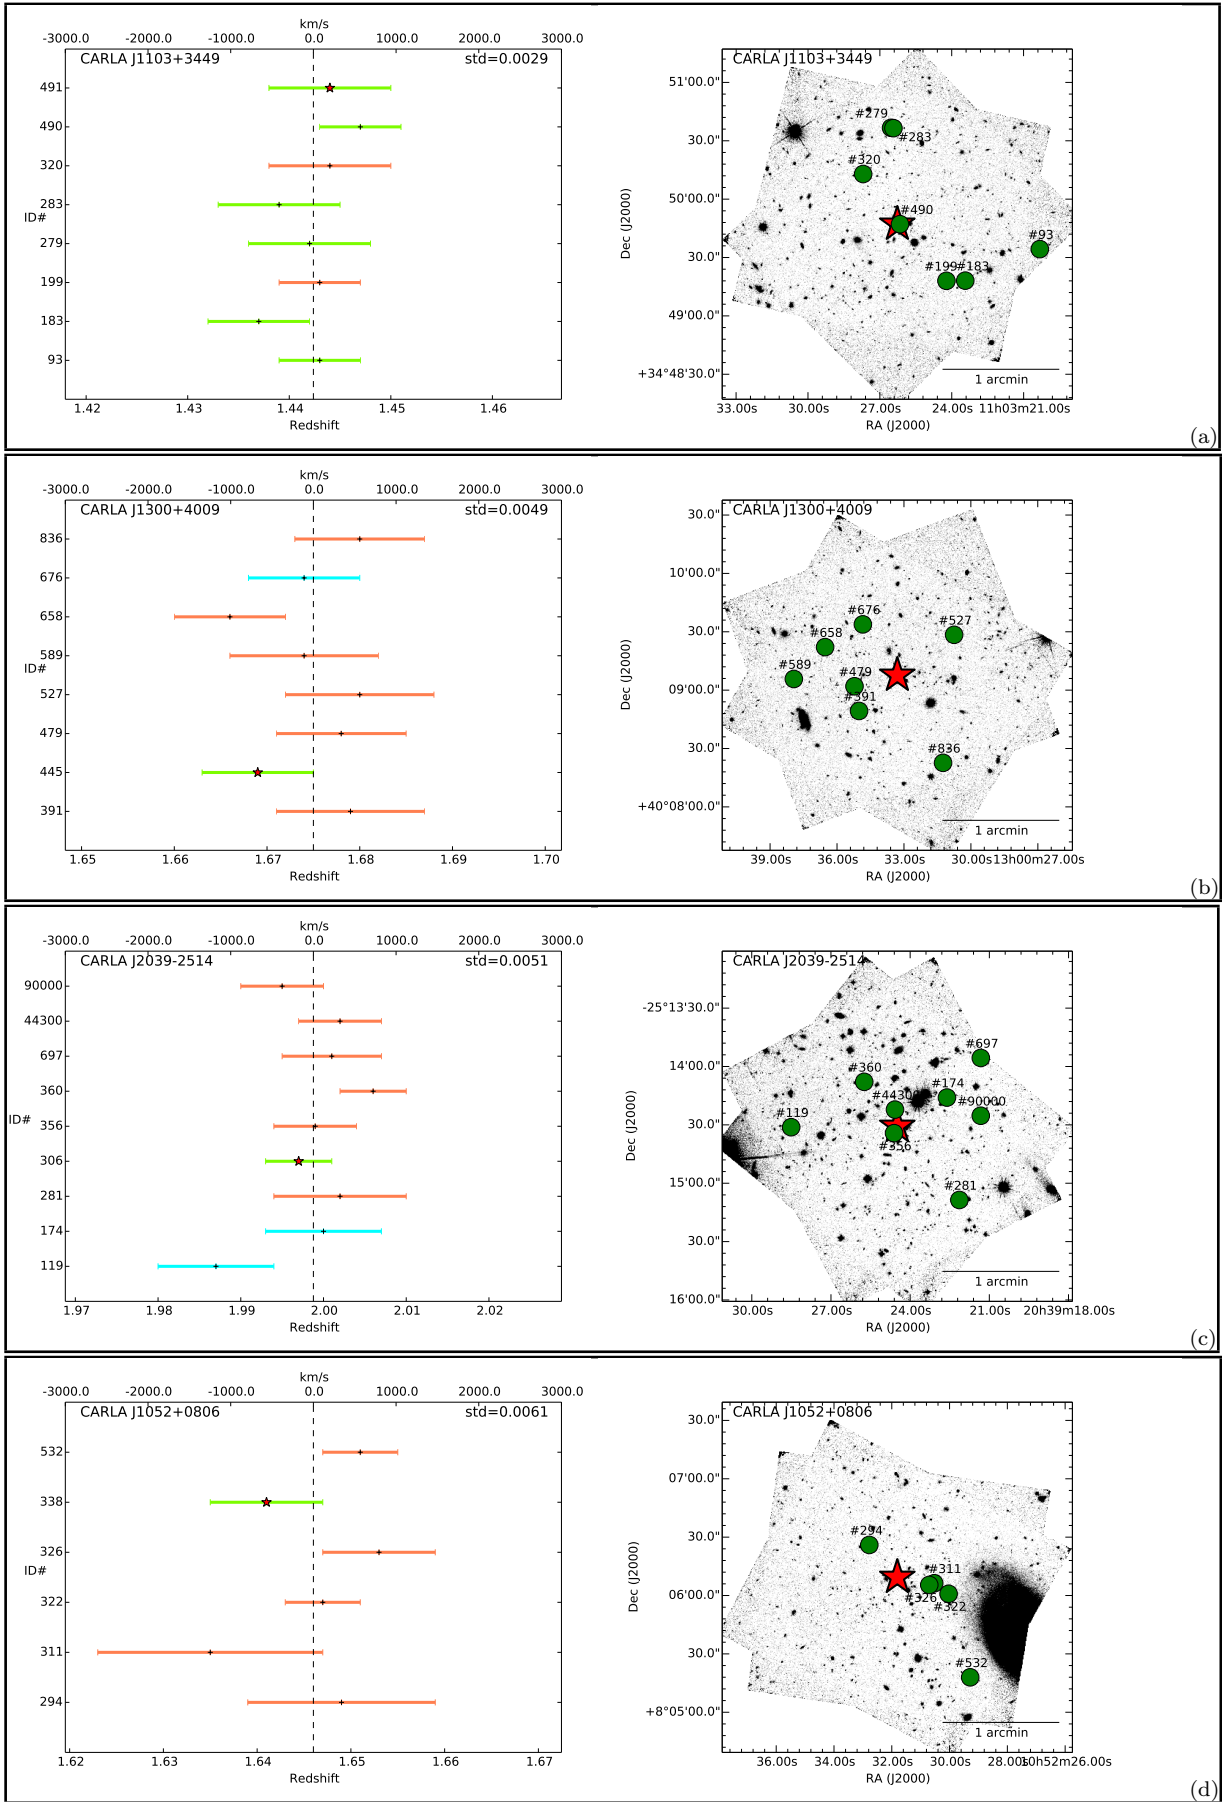 km/s
-3000.0 -2000.0 -1000.0 0.0 1000.0 2000.0 3000.0
CARLA J1103+3449 std=0.0029
491
490
320
283
ID#
279
199
183
93
1.42 1.43 1.44 1.45 1.46
Redshift
CARLA J1103+3449
51'00.0"
30.0"
50'00.0"
30.0"
49'00.0"
+34°48'30.0"
Dec (J2000)
#279
#283
#320
#490
#93
#199 #183
1 arcmin
33.00s 30.00s 27.00s 24.00s 11h03m21.00s
RA (J2000)
(a)
km/s
-3000.0 -2000.0 -1000.0 0.0 1000.0 2000.0 3000.0
CARLA J1300+4009 std=0.0049
836
676
658
589
ID#
527
479
445
391
1.65 1.66 1.67 1.68 1.69 1.70
Redshift
CARLA J1300+4009
30.0"
10'00.0"
30.0"
09'00.0"
30.0"
+40°08'00.0"
Dec (J2000)
#676
#527
#658
#589
#479
#391
#836
1 arcmin
39.00s 36.00s 33.00s 30.00s 13h00m27.00s
RA (J2000)
(b)
km/s
-3000.0 -2000.0 -1000.0 0.0 1000.0 2000.0 3000.0
CARLA J2039-2514 std=0.0051
90000
44300
697
360
ID#
356
306
281
174
119
1.97 1.98 1.99 2.00 2.01 2.02
Redshift
CARLA J2039-2514
-25°13'30.0"
14'00.0"
30.0"
15'00.0"
30.0"
16'00.0"
Dec (J2000)
#697
#360
#174
#44300
#90000
#119
#356
#281
1 arcmin
30.00s 27.00s 24.00s 21.00s 20h39m18.00s
RA (J2000)
(c)
km/s
-3000.0 -2000.0 -1000.0 0.0 1000.0 2000.0 3000.0
CARLA J1052+0806 std=0.0061
532
338
326
ID#
322
311
294
1.62 1.63 1.64 1.65 1.66 1.67
Redshift
CARLA J1052+0806
30.0"
07'00.0"
30.0"
06'00.0"
30.0"
+8°05'00.0"
Dec (J2000)
#294
#311
#326
#322
#532
1 arcmin
36.00s 34.00s 32.00s 30.00s 28.00s 10h52m26.00s
RA (J2000)
(d)